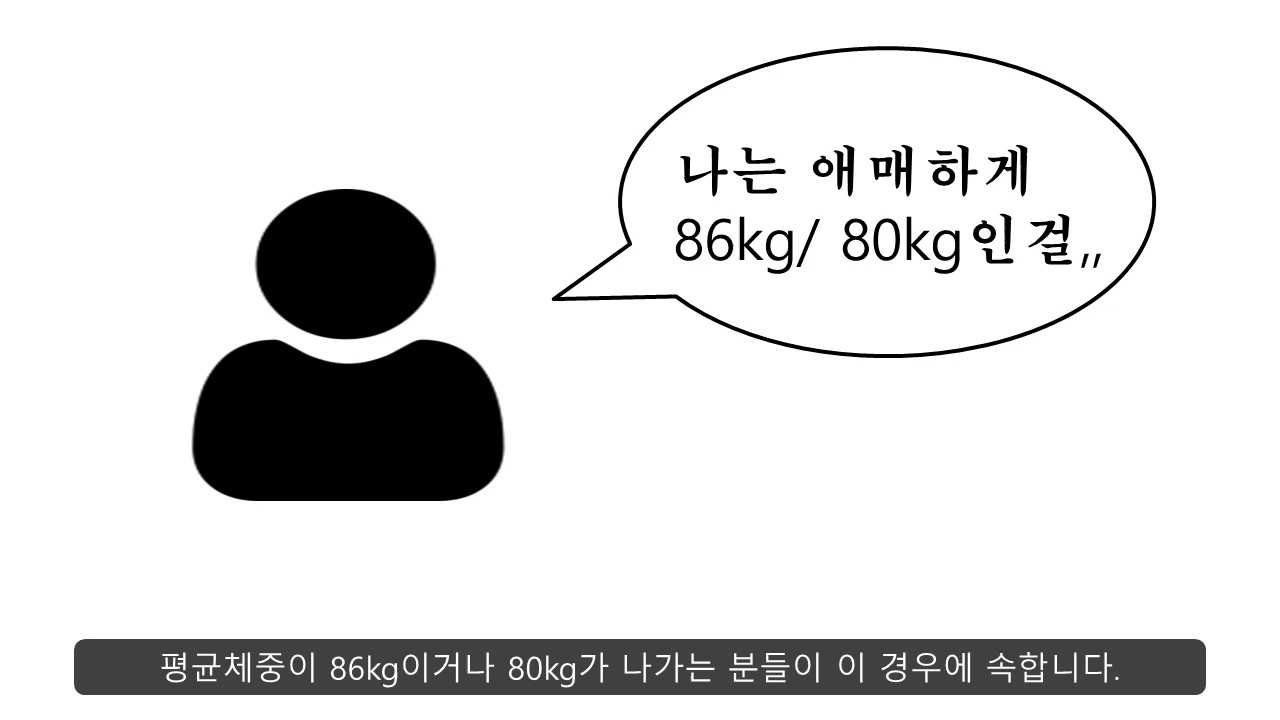 나는 애매하게
86kg/ 80kg인걸,,
평균체중이 86kg이거나 80kg가 나가는 분들이 이 경우에 속합니다.